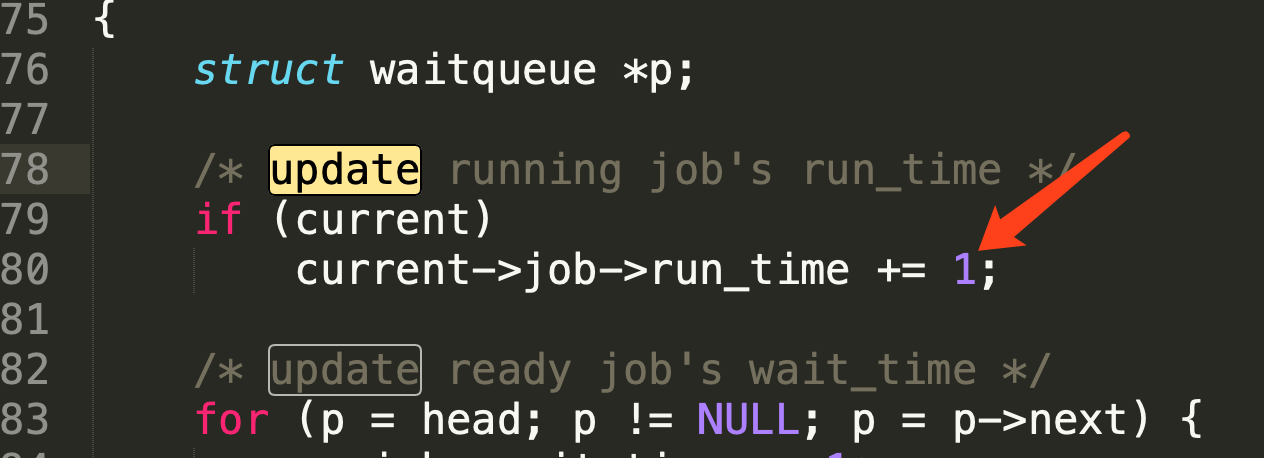 75 {
76 struct waitqueue *p;
77
78 /* update running job's run_time */
79 if (current)
80 current->job->run_time += 1;
81
82 /* update ready job's wait_time */
83 for (p = head; p != NULL; p = p->next) {